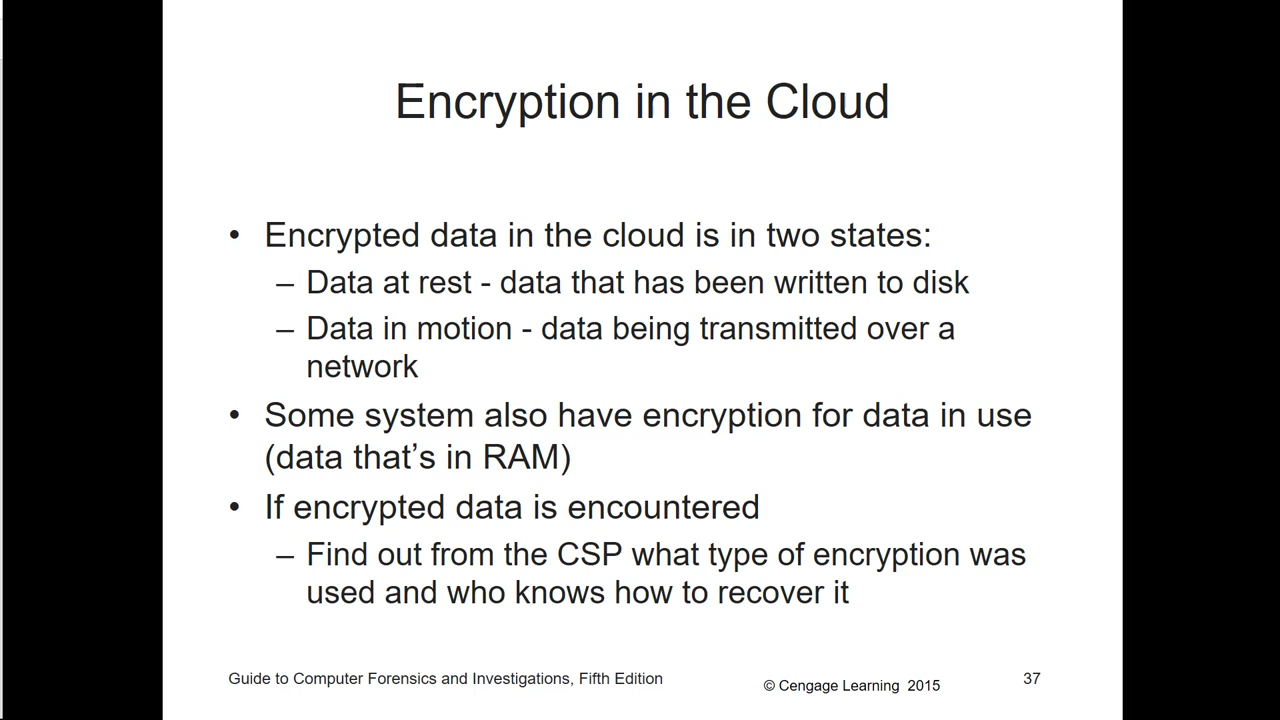 Encryption in the Cloud
• Encrypted data in the cloud is in two states:
– Data at rest - data that has been written to disk
– Data in motion - data being transmitted over a
network
• Some system also have encryption for data in use
(data that’s in RAM)
• If encrypted data is encountered
– Find out from the CSP what type of encryption was
used and who knows how to recover it
Guide to Computer Forensics and Investigations, Fifth Edition
© Cengage Learning 2015
37